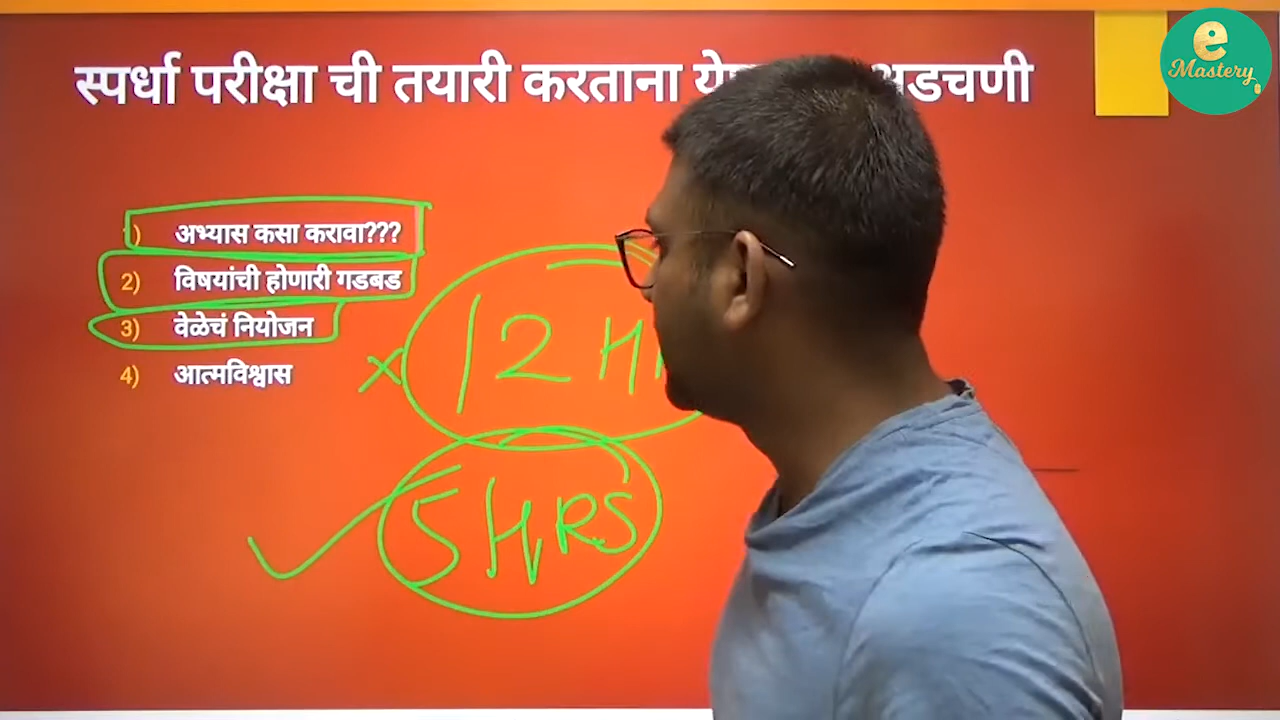 e
Mastery
स्पर्धा परीक्षा ची तयारी करताना अडचणी
1) अभ्यास कसा करावा???
2) विषयांची होणारी गडबड
3) वेळेचं नियोजन
4) आत्मविश्वास
12
5 HRS